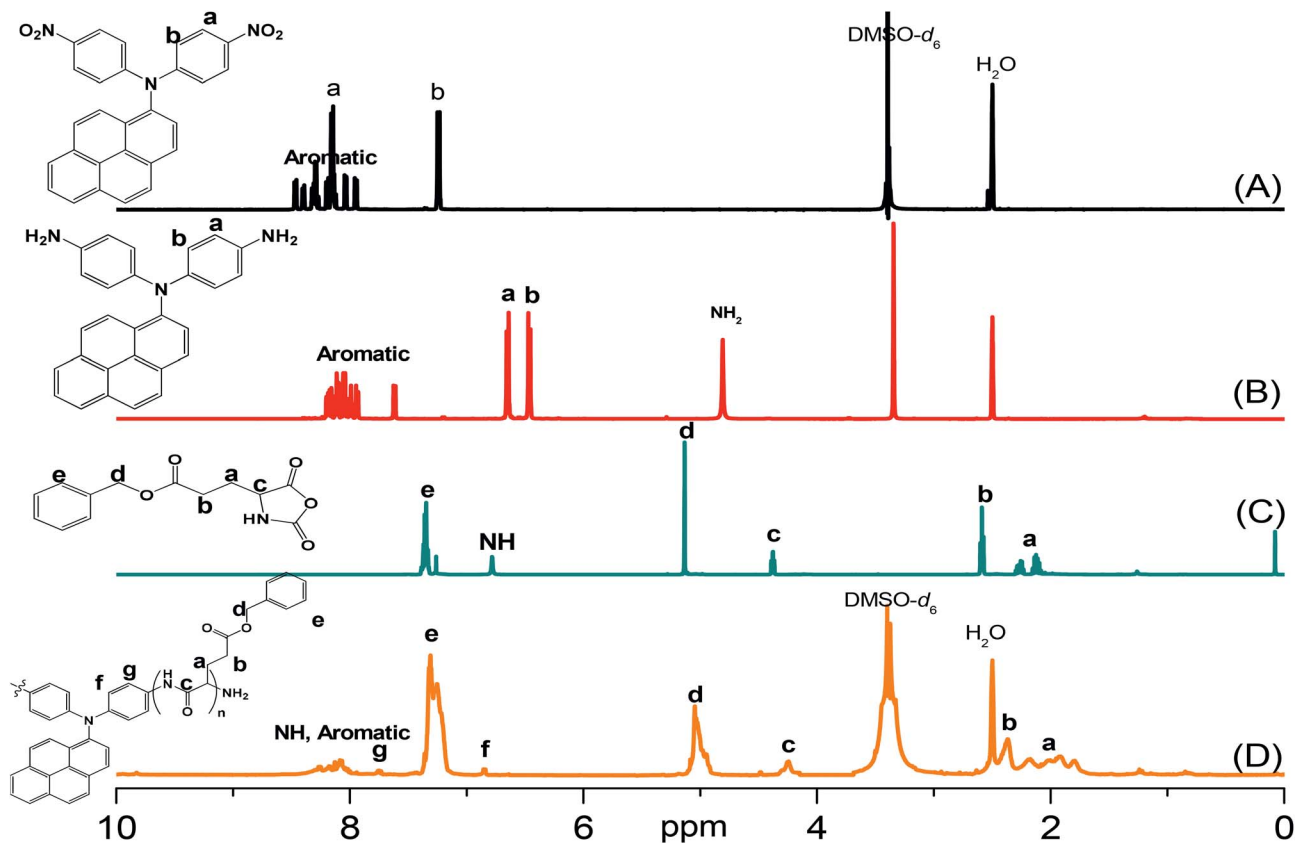 O₂N
a
b
NO₂
N
a
b
Aromatic
DMSO-d₆
H₂O
(A)
H₂N
b
a
NH₂
N
Aromatic
a
b
NH₂
(B)
e
d
O
O
b
a
c
O
O
HN
O
e
NH
d
c
b
a
(C)
d
e
O
O
a
b
f
g
H
N
c
O
n
NH₂
N
NH, Aromatic
g
e
f
d
c
DMSO-d₆
H₂O
b
a
(D)
10
8
6
ppm
4
2
0